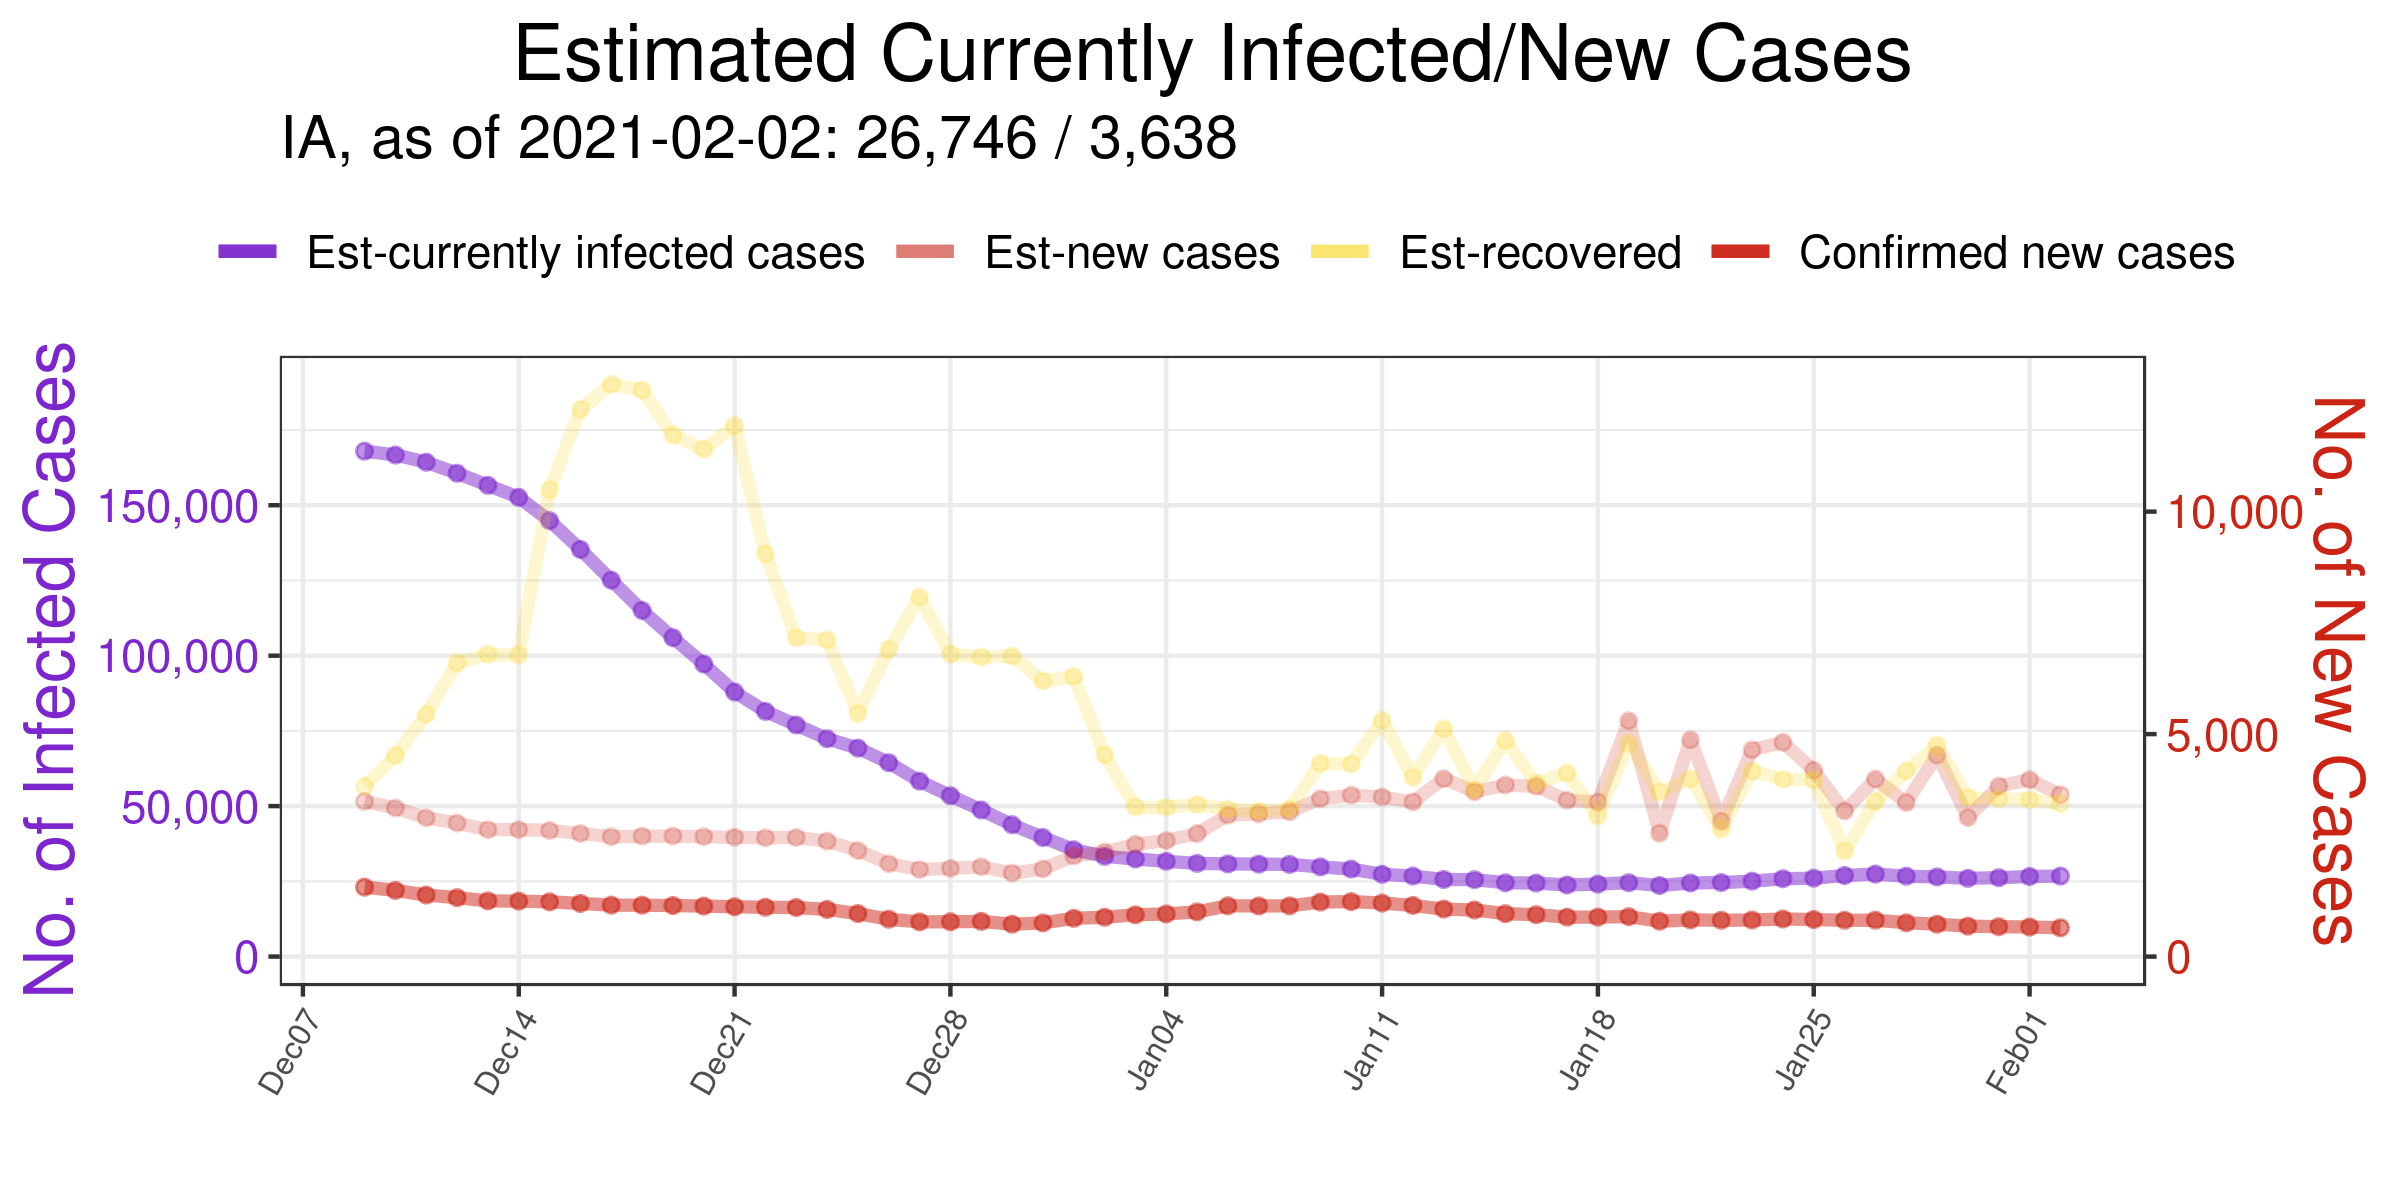 Estimated Currently Infected/New Cases
IA, as of 2021-02-02: 26,746 / 3,638
Est-currently infected cases Est-new cases Est-recovered Confirmed new cases
No. of Infected Cases
150,000
100,000
50,000
0
10,000
5,000
0
No. of New Cases
Dec07 Dec14 Dec21 Dec28 Jan04 Jan11 Jan18 Jan25 Feb01